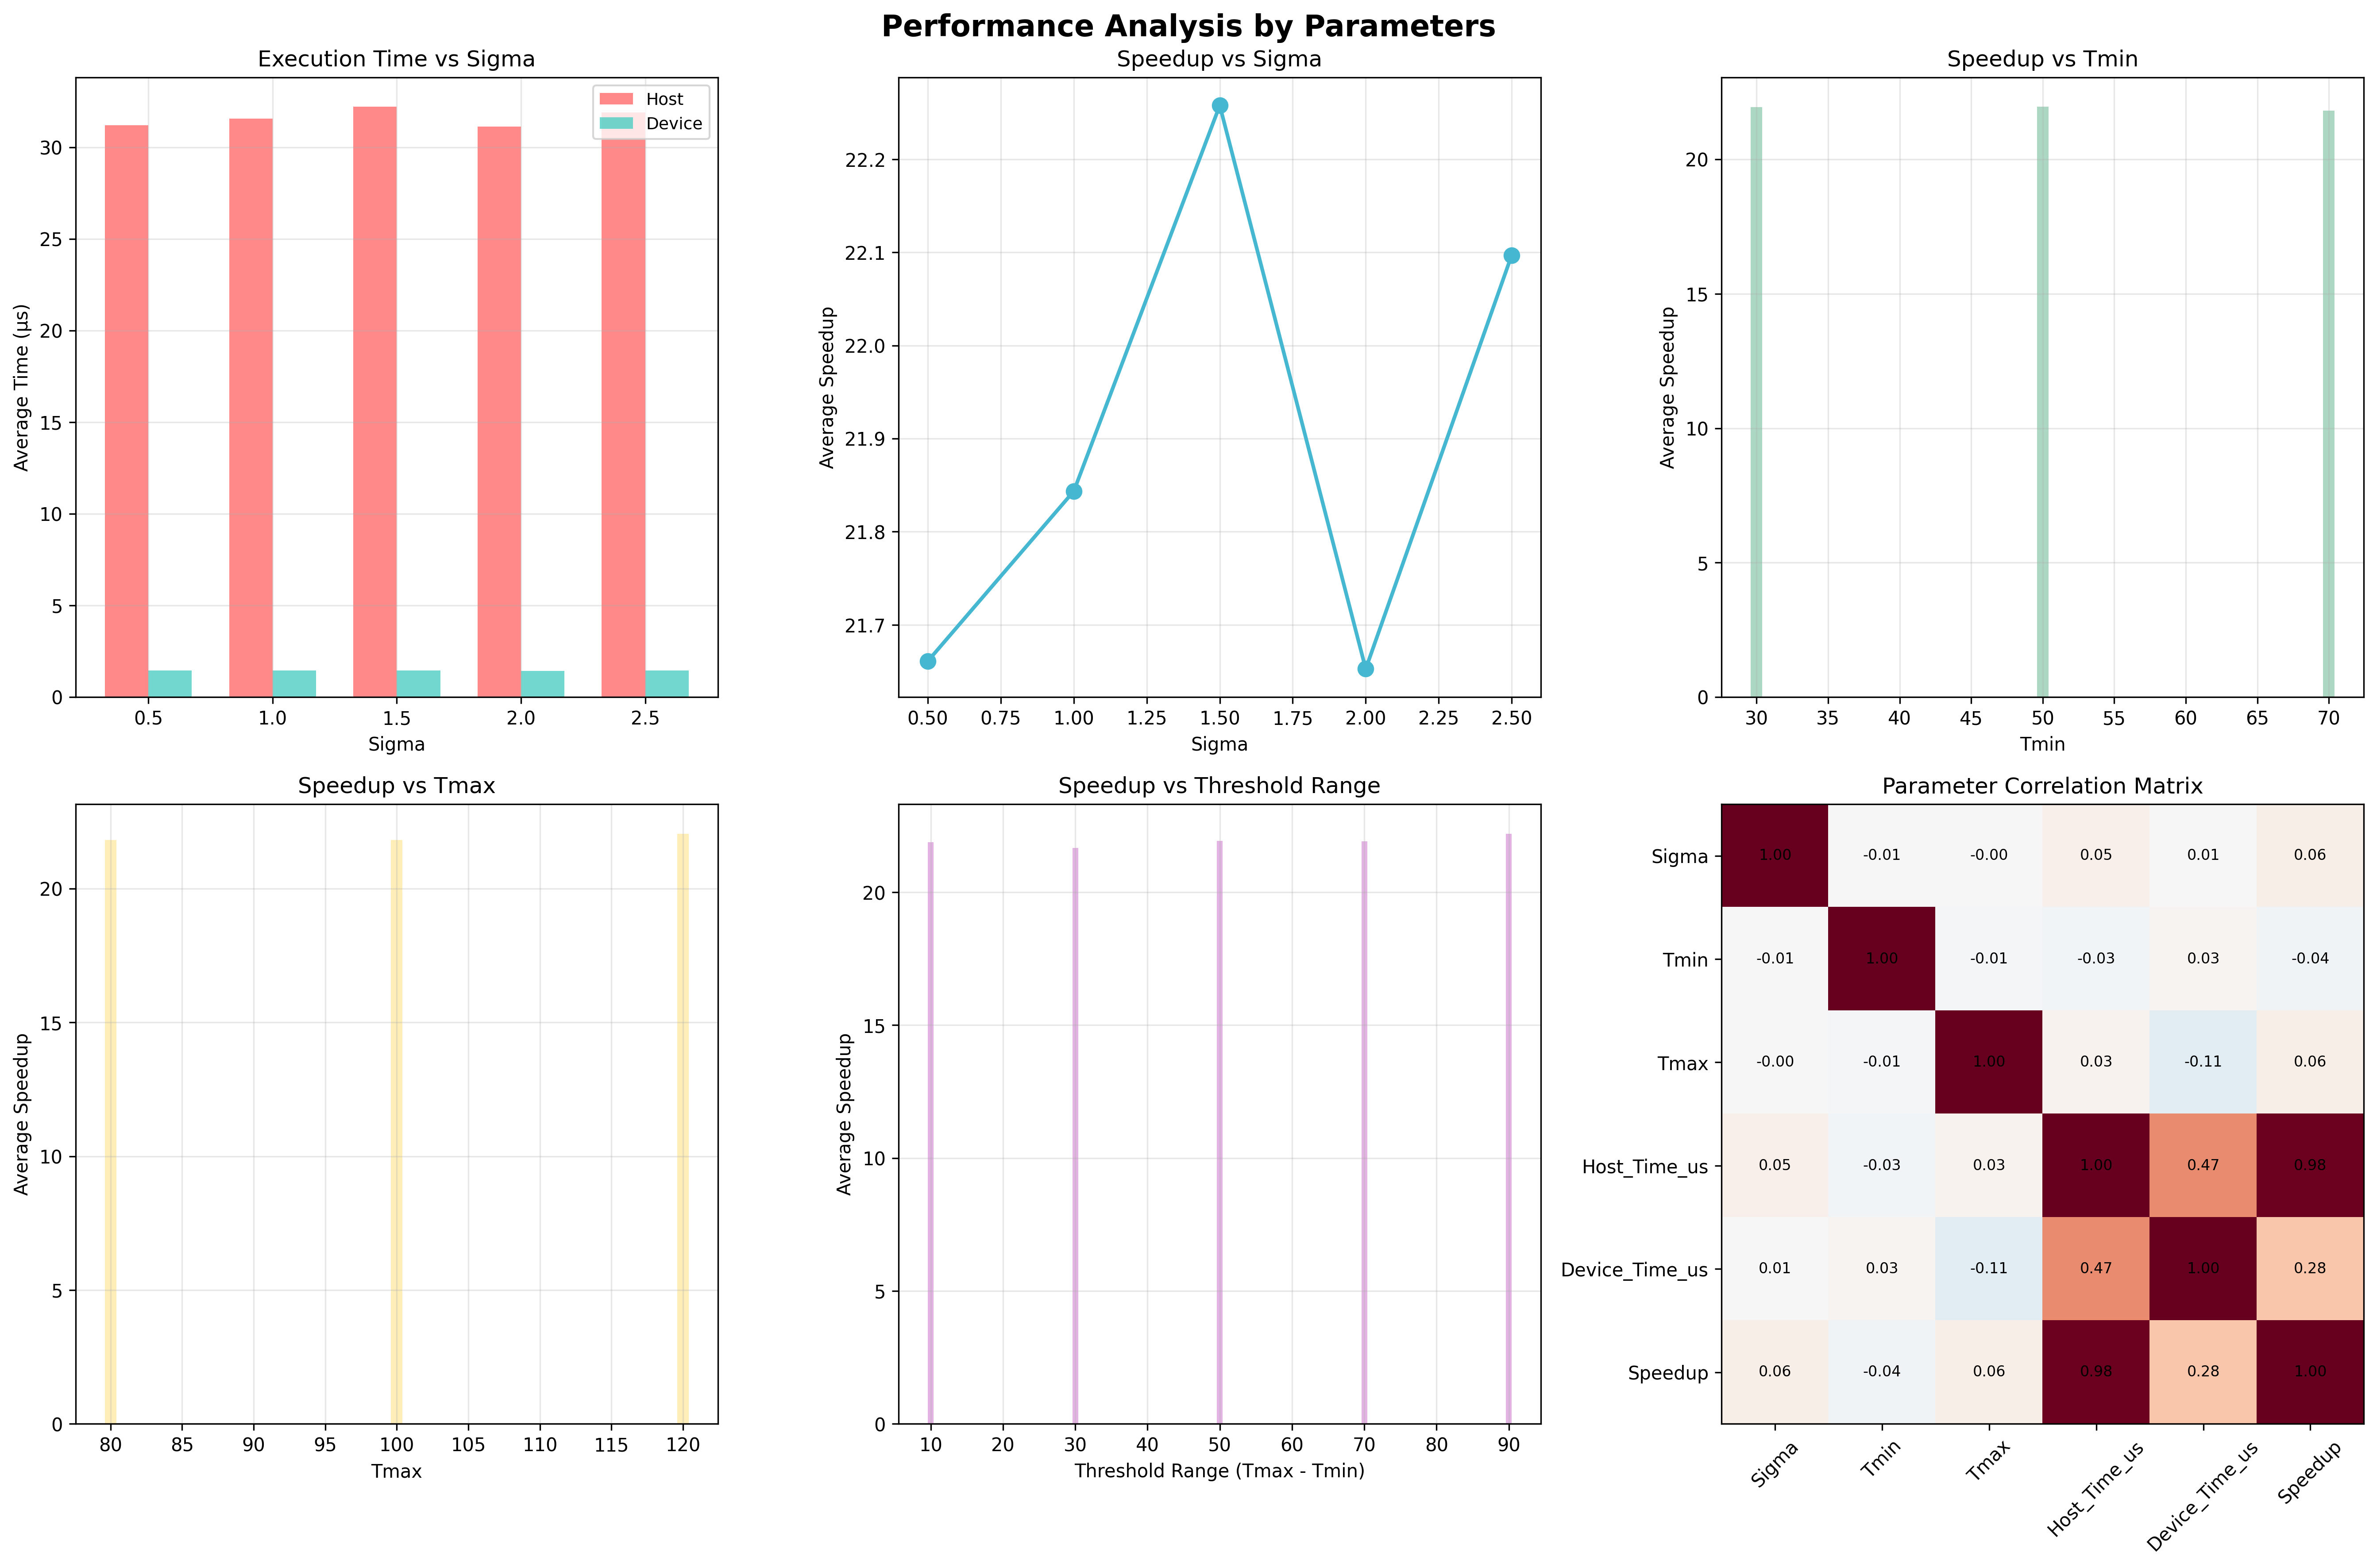 Performance Analysis by Parameters
Execution Time vs Sigma
Host
Device
Average Time (µs)
30
25
20
15
10
5
0
0.5 1.0 1.5 2.0 2.5
Sigma
Speedup vs Sigma
Average Speedup
22.2
22.1
22.0
21.9
21.8
21.7
0.50 0.75 1.00 1.25 1.50 1.75 2.00 2.25 2.50
Sigma
Speedup vs Tmin
Average Speedup
20
15
10
5
0
30 35 40 45 50 55 60 65 70
Tmin
Speedup vs Tmax
Average Speedup
20
15
10
5
0
80 85 90 95 100 105 110 115 120
Tmax
Speedup vs Threshold Range
Average Speedup
20
15
10
5
0
10 20 30 40 50 60 70 80 90
Threshold Range (Tmax - Tmin)
Parameter Correlation Matrix
Sigma 1.00 -0.01 -0.00 0.05 0.01 0.06
Tmin -0.01 1.00 -0.01 -0.03 0.03 -0.04
Tmax -0.00 -0.01 1.00 0.03 -0.11 0.06
Host_Time_us 0.05 -0.03 0.03 1.00 0.47 0.98
Device_Time_us 0.01 0.03 -0.11 0.47 1.00 0.28
Speedup 0.06 -0.04 0.06 0.98 0.28 1.00
Sigma Tmin Tmax Host_Time_us Device_Time_us Speedup